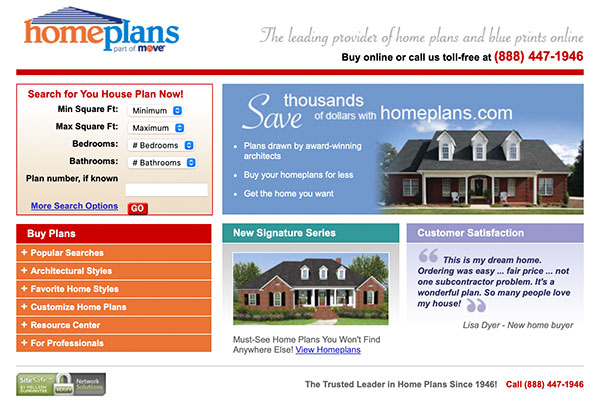 homeplans
part of move
The leading provider of home plans and blue prints online
Buy online or call us toll-free at (888) 447-1946
Search for You House Plan Now!
Min Square Ft: Minimum
Max Square Ft: Maximum
Bedrooms: # Bedrooms
Bathrooms: # Bathrooms
Plan number, if known
More Search Options GO
Save thousands
of dollars with homeplans.com
• Plans drawn by award-winning
architects
• Buy your homeplans for less
• Get the home you want
Buy Plans
+ Popular Searches
+ Architectural Styles
+ Favorite Home Styles
+ Customize Home Plans
+ Resource Center
+ For Professionals
New Signature Series
Must-See Home Plans You Won't Find
Anywhere Else! View Homeplans
Customer Satisfaction
“ This is my dream home.
Ordering was easy ... fair price ... not
one subcontractor problem. It's a
wonderful plan. So many people love
my house! ”
Lisa Dyer - New home buyer
SiteSafe
VERIFY
Network
Solutions
The Trusted Leader in Home Plans Since 1946! Call (888) 447-1946